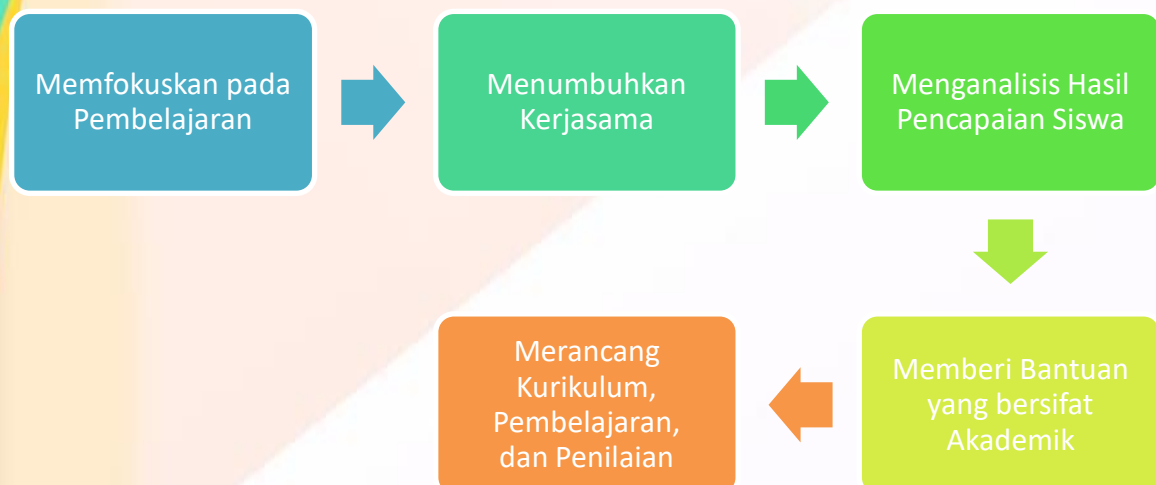 Memfokuskan pada
Pembelajaran
Menumbuhkan
Kerjasama
Menganalisis Hasil
Pencapaian Siswa
Memberi Bantuan
yang bersifat
Akademik
Merancang
Kurikulum,
Pembelajaran,
dan Penilaian